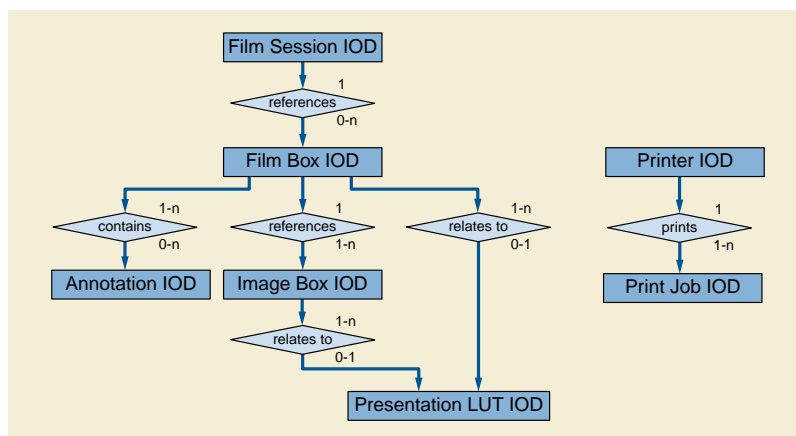 Film Session IOD
1
references
0-n
Film Box IOD
Printer IOD
1-n
contains
0-n
1
references
1-n
1-n
relates to
0-1
1
prints
1-n
Annotation IOD
Image Box IOD
Print Job IOD
1-n
relates to
0-1
Presentation LUT IOD